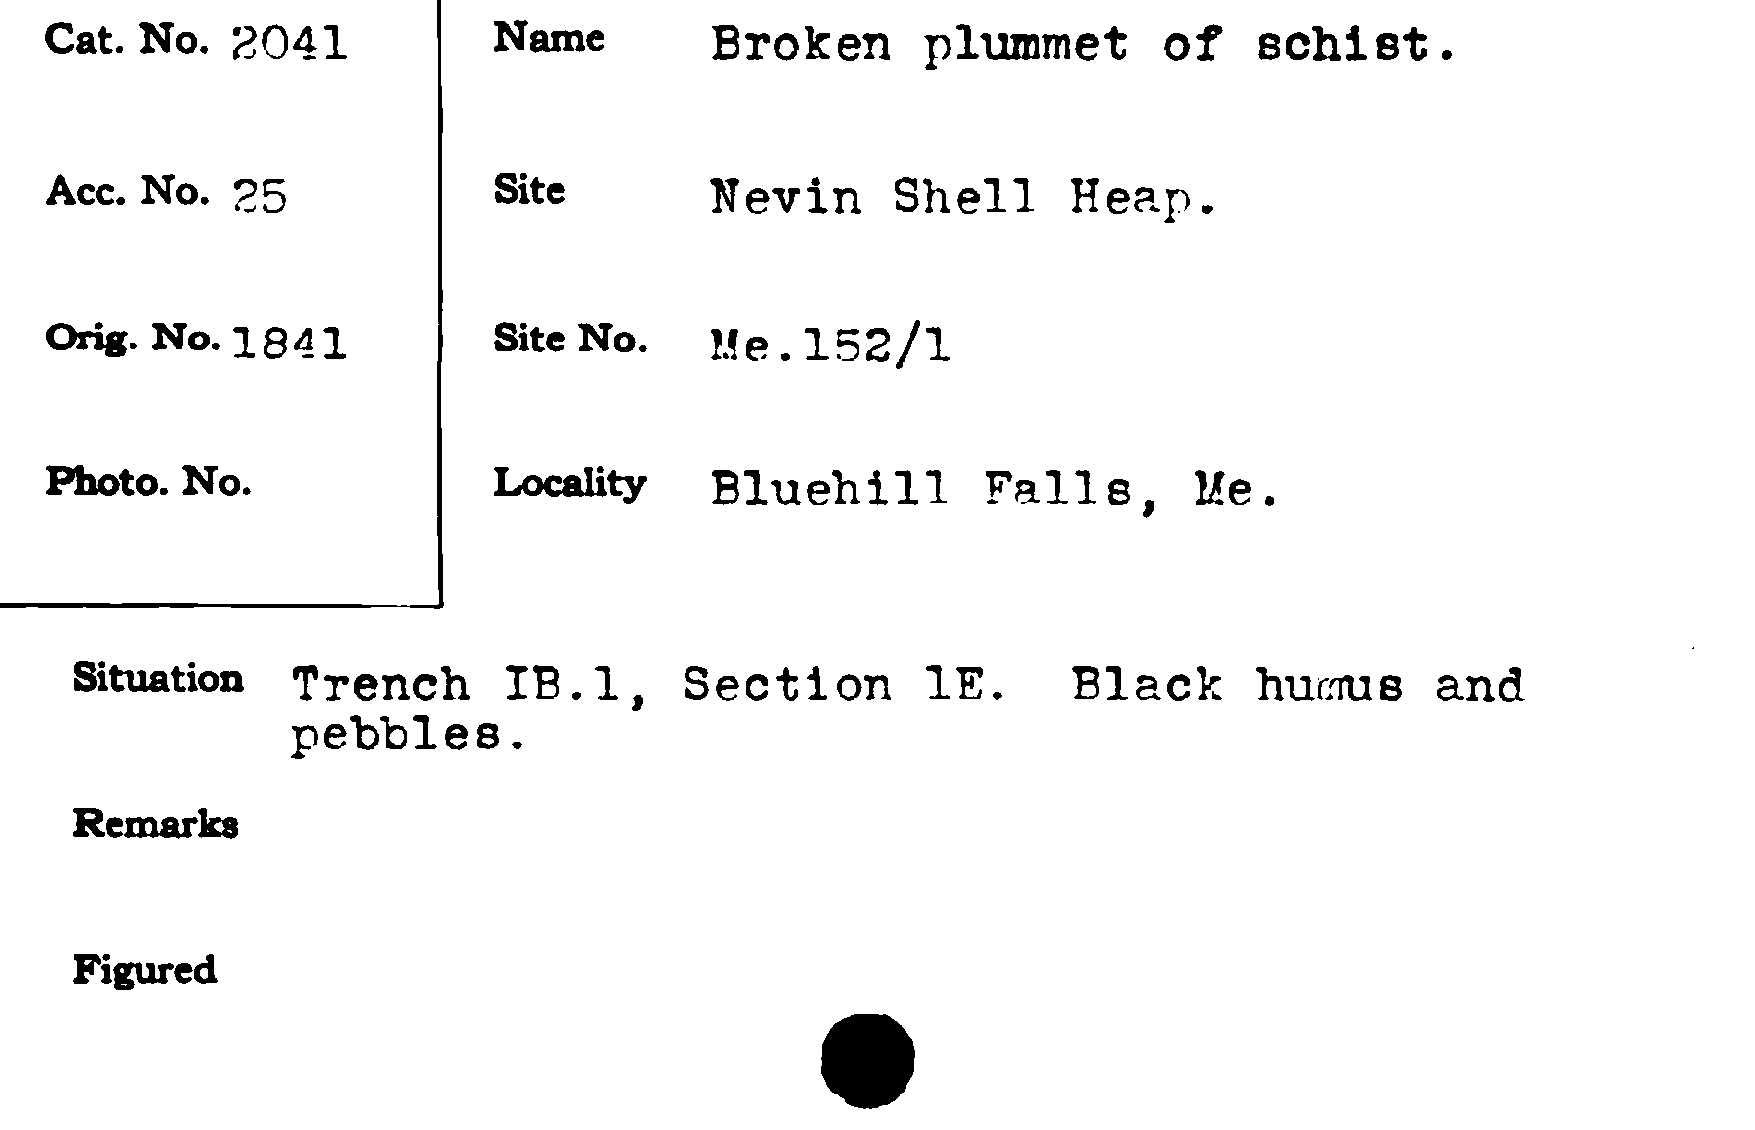 Cat. No. 2041
Name Broken plummet of schist.
Acc. No. 25
Site Nevin Shell Heap.
Orig. No. 1841
Site No. Me.152/1
Photo. No.
Locality Bluehill Falls, Me.
Situation Trench IB.1, Section 1E. Black humus and
pebbles.
Remarks
Figured